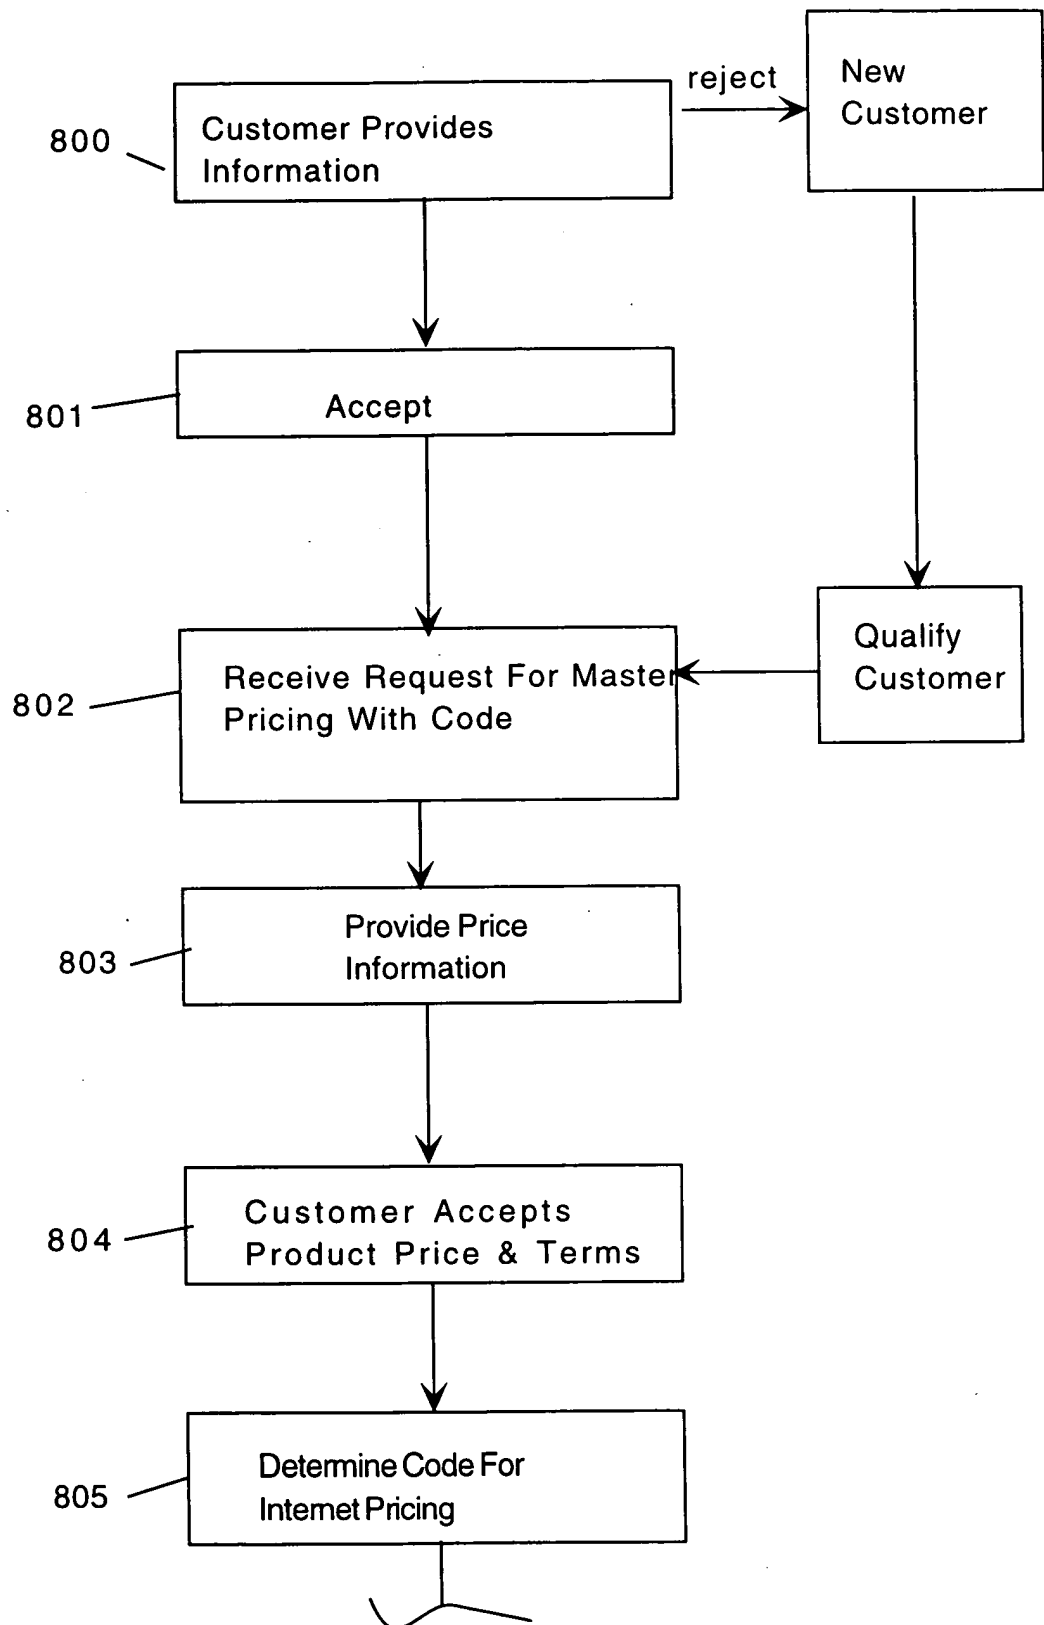 reject
New
Customer
800
Customer Provides
Information
801
Accept
Qualify
Customer
802
Receive Request For Master
Pricing With Code
803
Provide Price
Information
804
Customer Accepts
Product Price & Terms
805
Determine Code For
Internet Pricing